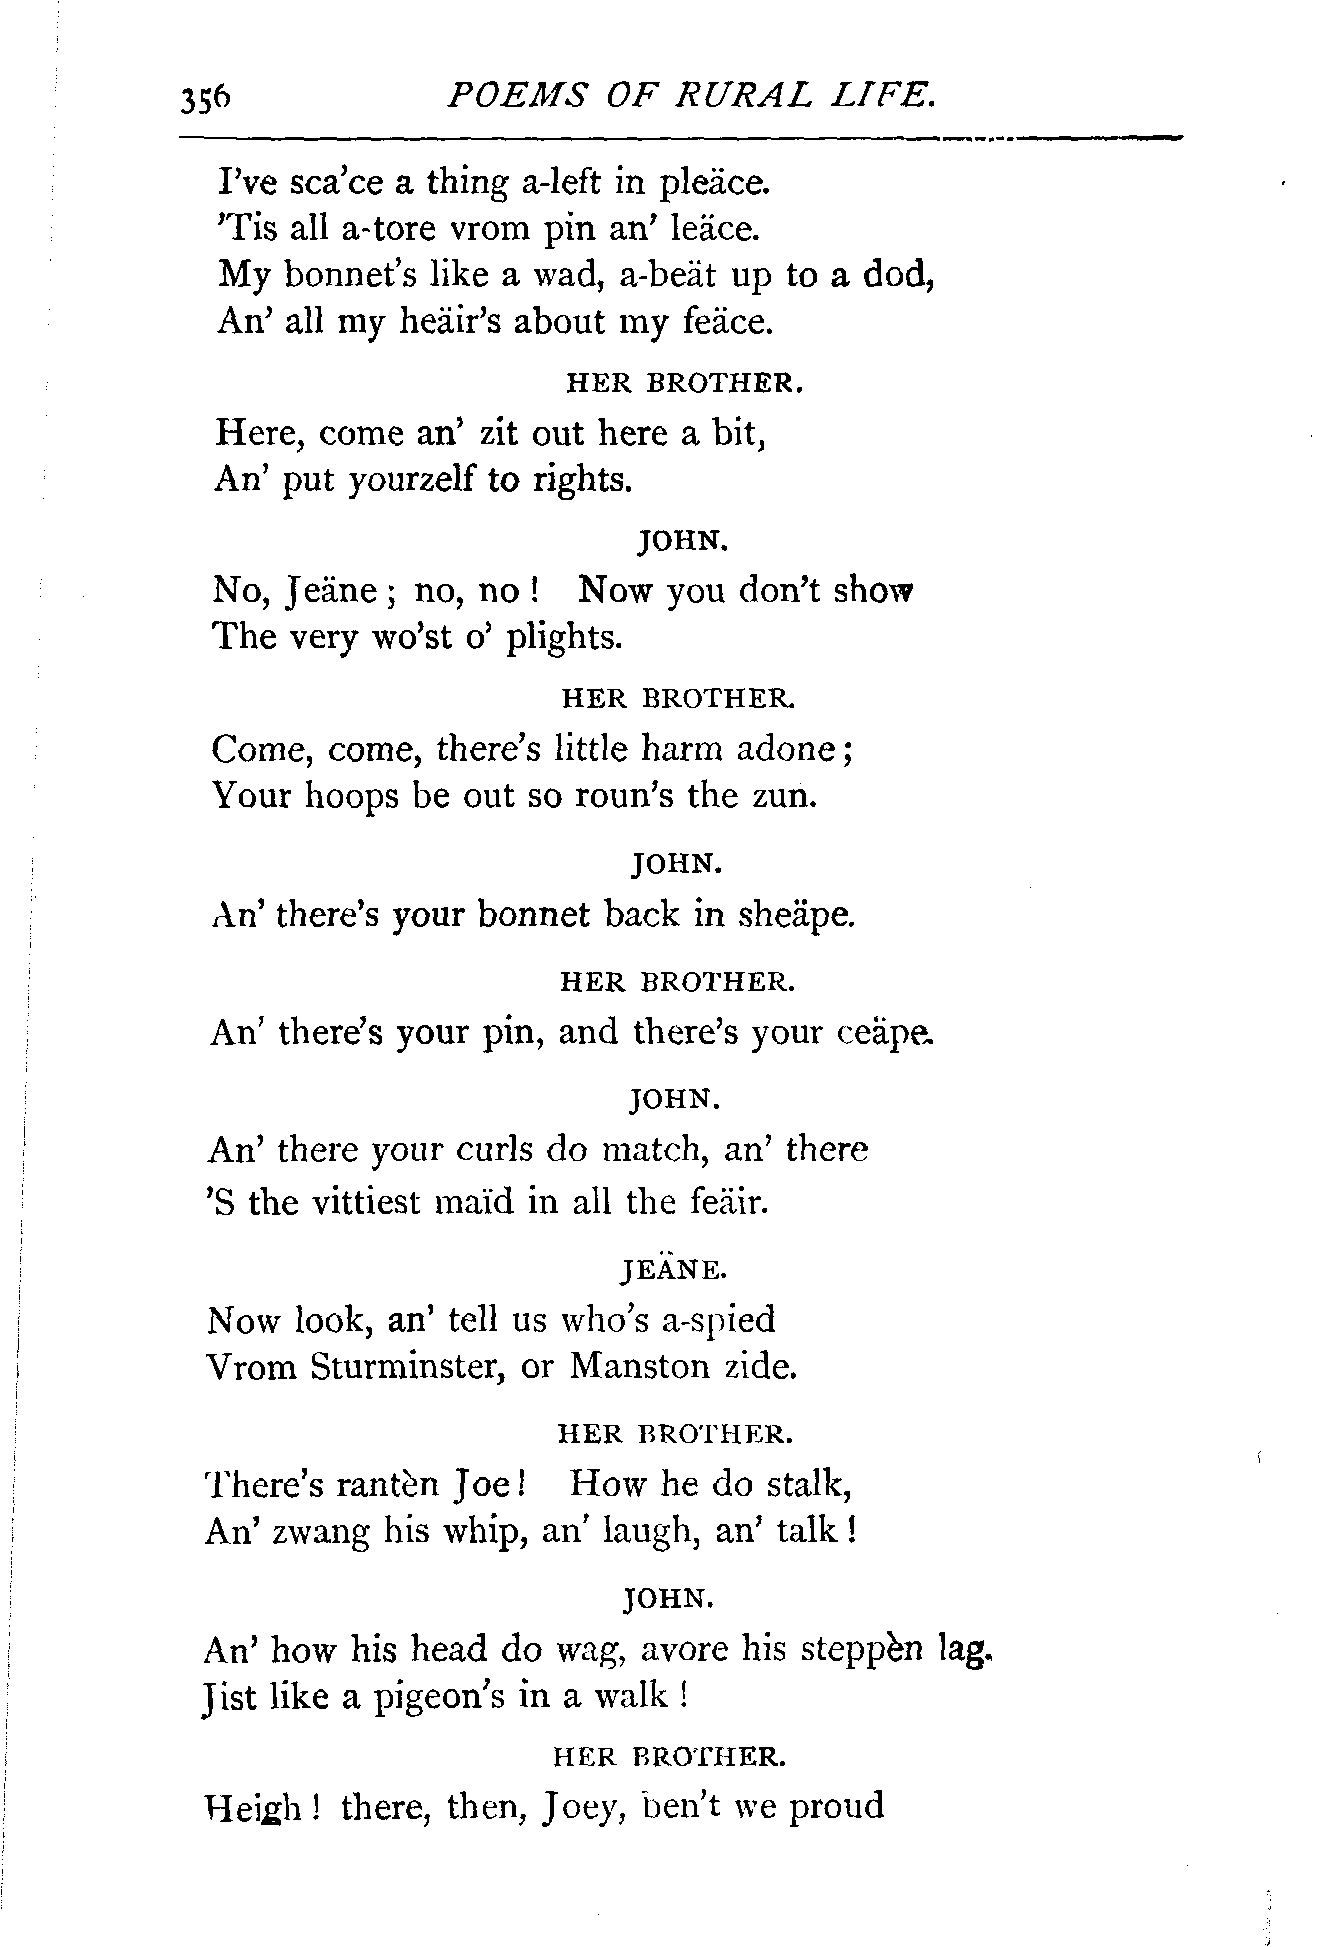 356 POEMS OF RURAL LIFE.
I've sca'ce a thing a-left in pleäce.
'Tis all a-tore vrom pin an' leäce.
My bonnet's like a wad, a-beät up to a dod,
An' all my heäir's about my feäce.
HER BROTHER.
Here, come an' zit out here a bit,
An' put yourzelf to rights.
JOHN.
No, Jeäne; no, no! Now you don't show
The very wo'st o' plights.
HER BROTHER.
Come, come, there's little harm adone;
Your hoops be out so roun's the zun.
JOHN.
An' there's your bonnet back in sheäpe.
HER BROTHER.
An' there's your pin, and there's your ceäpe.
JOHN.
An' there your curls do match, an' there
'S the vittiest maïd in all the feäir.
JEÄNE.
Now look, an' tell us who's a-spied
Vrom Sturminster, or Manston zide.
HER BROTHER.
There's rantèn Joe! How he do stalk,
An' zwang his whip, an' laugh, an' talk!
JOHN.
An' how his head do wag, avore his steppèn lag.
Jist like a pigeon's in a walk!
HER BROTHER.
Heigh! there, then, Joey, ben't we proud